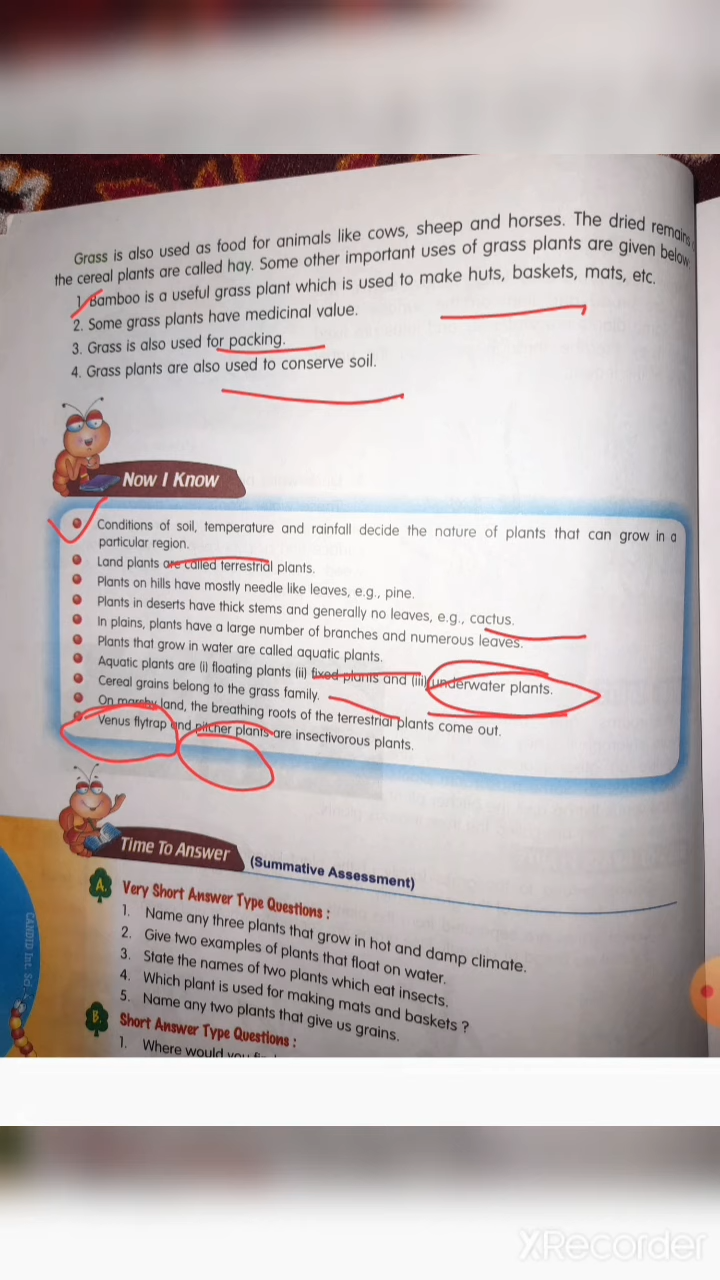 Grass is also used as food for animals like cows, sheep and horses. The dried remains
the cereal plants are called hay. Some other important uses of grass plants are given below
1. Bamboo is a useful grass plant which is used to make huts, baskets, mats, etc.
2. Some grass plants have medicinal value.
3. Grass is also used for packing.
4. Grass plants are also used to conserve soil.
Now I Know
Conditions of soil, temperature and rainfall decide the nature of plants that can grow in a
particular region.
Land plants are called terrestrial plants.
Plants on hills have mostly needle like leaves, e.g., pine.
Plants in deserts have thick stems and generally no leaves, e.g., cactus.
In plains, plants have a large number of branches and numerous leaves.
Plants that grow in water are called aquatic plants.
Aquatic plants are (i) floating plants (ii) fixed plants and (iii) underwater plants.
Cereal grains belong to the grass family.
On marshy land, the breathing roots of the terrestrial plants come out.
Venus flytrap and pitcher plants are insectivorous plants.
Time To Answer (Summative Assessment)
A. Very Short Answer Type Questions :
1. Name any three plants that grow in hot and damp climate.
2. Give two examples of plants that float on water.
3. State the names of two plants which eat insects.
4. Which plant is used for making mats and baskets ?
5. Name any two plants that give us grains.
B. Short Answer Type Questions :
1. Where would you
CANDID Int. Sci
XRecorder